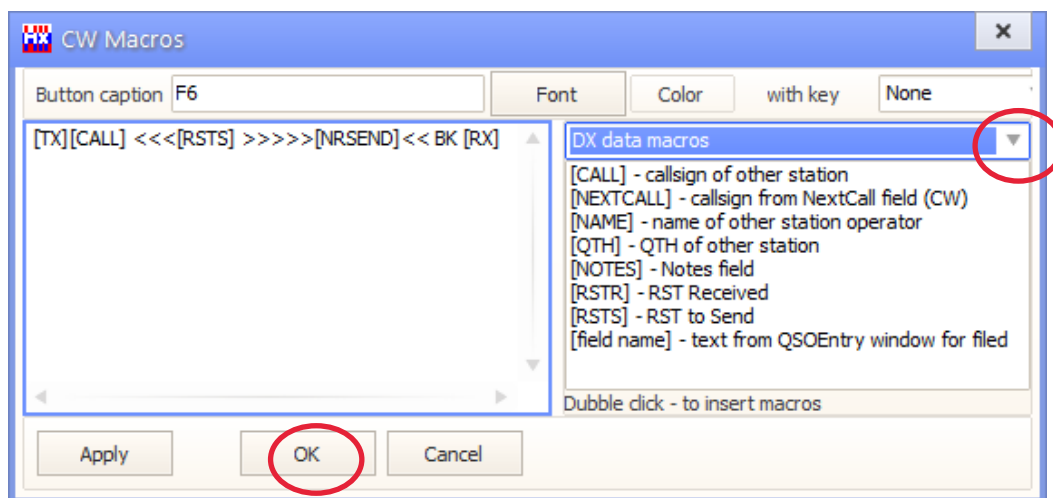 HX CW Macros
Button caption F6 Font Color with key None
[TX][CALL] <<<[RSTS] >>>>>[NRSEND]<< BK [RX]
DX data macros
[CALL] - callsign of other station
[NEXTCALL] - callsign from NextCall field (CW)
[NAME] - name of other station operator
[QTH] - QTH of other station
[NOTES] - Notes field
[RSTR] - RST Received
[RSTS] - RST to Send
[field name] - text from QSOEntry window for filed
Dubble click - to insert macros
Apply OK Cancel